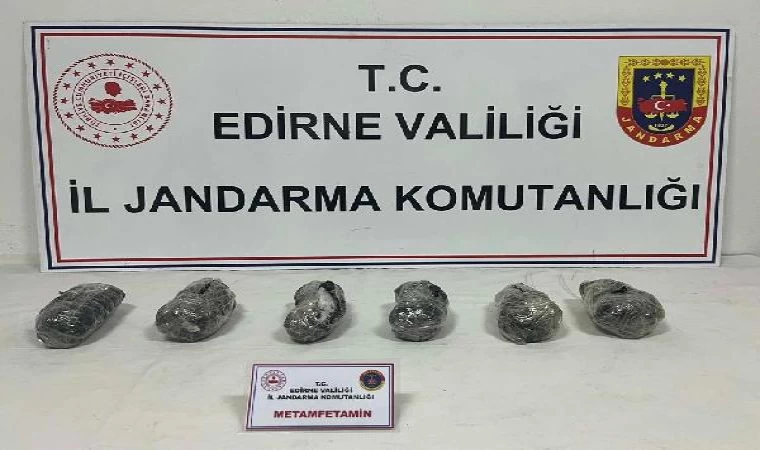 T.C.
EDİRNE VALİLİĞİ
İL JANDARMA KOMUTANLIĞI
JANDARMA
T.C.
EDİRNE VALİLİĞİ
İL JANDARMA KOMUTANLIĞI
METAMFETAMİN